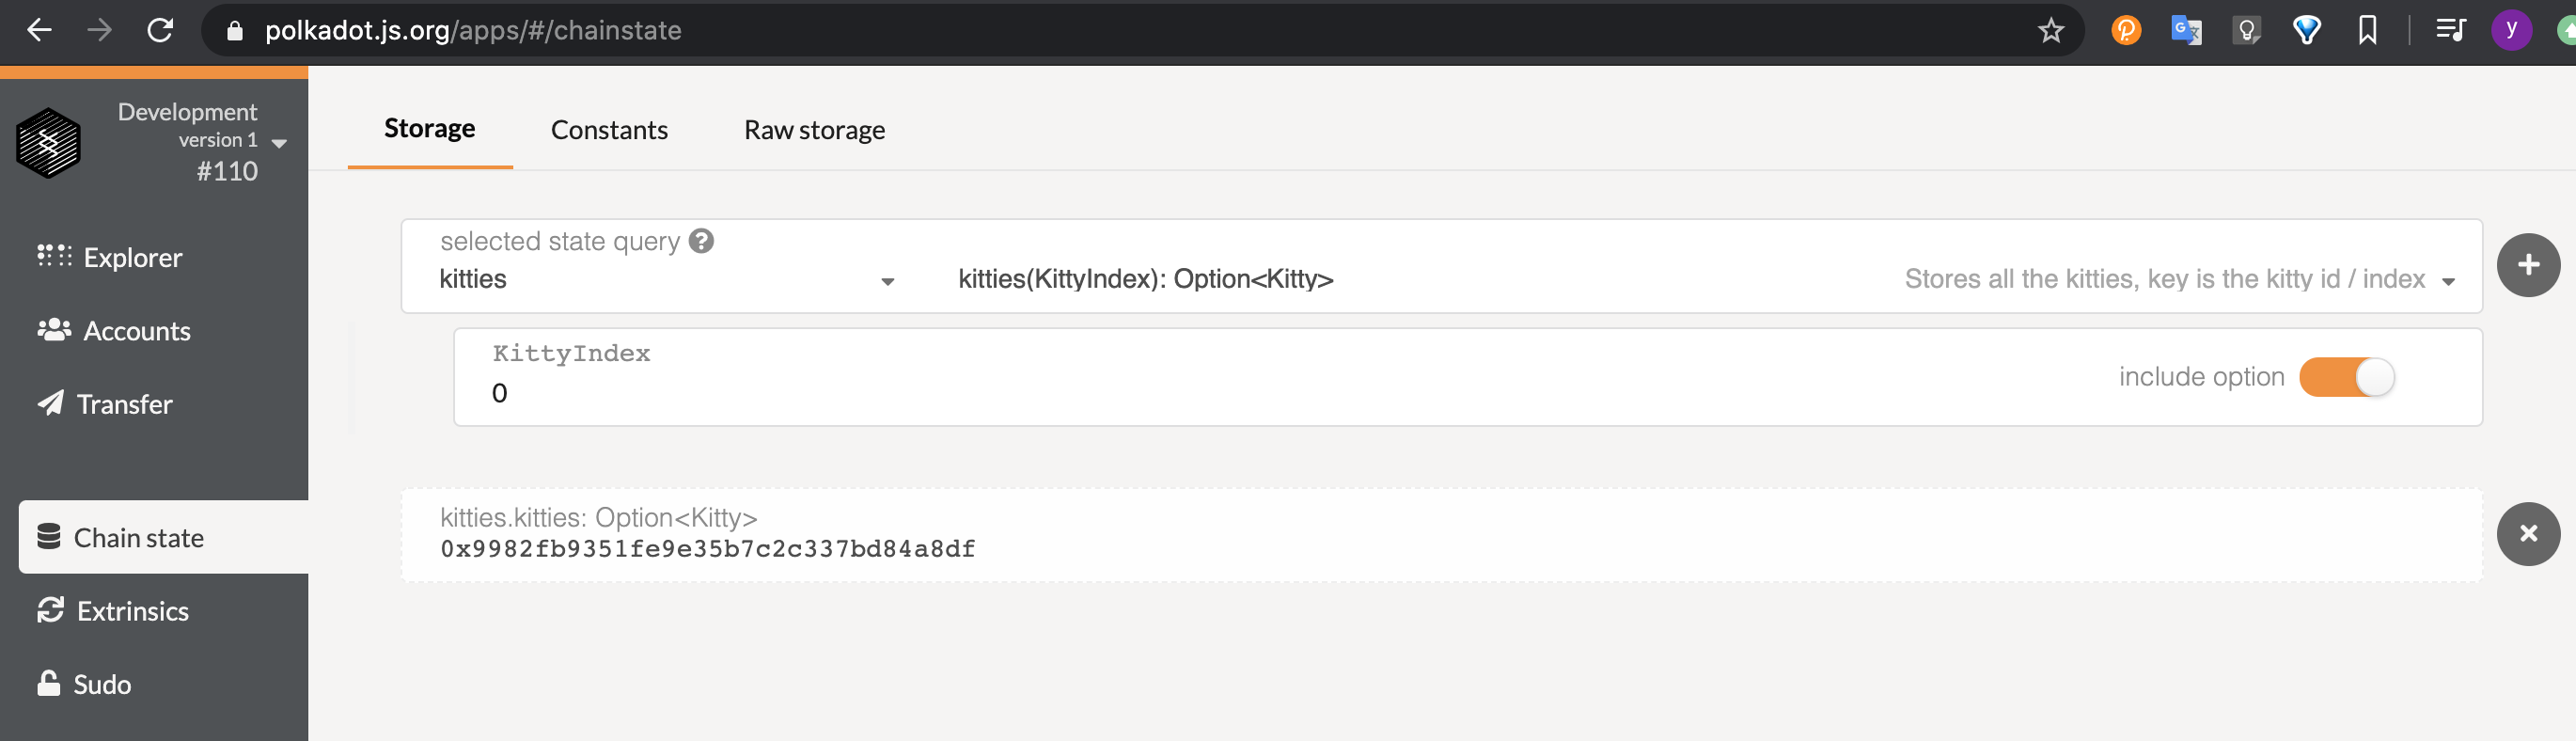 polkadot.js.org/apps/#/chainstate
y
Development
version 1
#110
Explorer
Accounts
Transfer
Chain state
Extrinsics
Sudo
Storage Constants Raw storage
selected state query ?
kitties kitties(KittyIndex): Option<Kitty> Stores all the kitties, key is the kitty id / index
KittyIndex
0
include option
kitties.kitties: Option<Kitty>
0x9982fb9351fe9e35b7c2c337bd84a8df